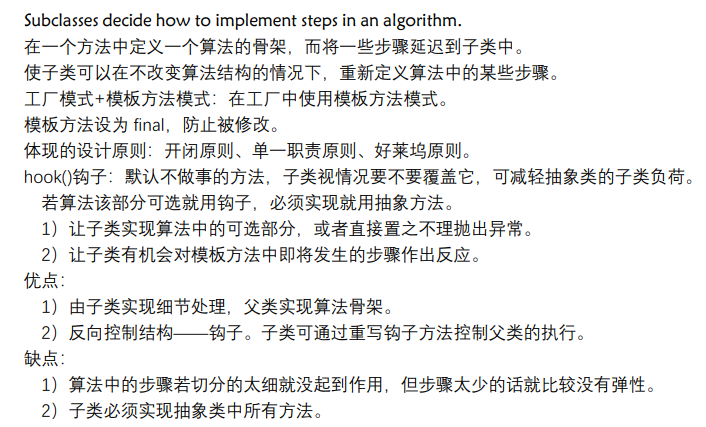 Subclasses decide how to implement steps in an algorithm.
在一个方法中定义一个算法的骨架，而将一些步骤延迟到子类中。
使子类可以在不改变算法结构的情况下，重新定义算法中的某些步骤。
工厂模式+模板方法模式：在工厂中使用模板方法模式。
模板方法设为 final，防止被修改。
体现的设计原则：开闭原则、单一职责原则、好莱坞原则。
hook()钩子：默认不做事的方法，子类视情况要不要覆盖它，可减轻抽象类的子类负荷。
若算法该部分可选就用钩子，必须实现就用抽象方法。
1）让子类实现算法中的可选部分，或者直接置之不理抛出异常。
2）让子类有机会对模板方法中即将发生的步骤作出反应。
优点：
1）由子类实现细节处理，父类实现算法骨架。
2）反向控制结构——钩子。子类可通过重写钩子方法控制父类的执行。
缺点：
1）算法中的步骤若切分的太细就没起到作用，但步骤太少的话就比较没有弹性。
2）子类必须实现抽象类中所有方法。